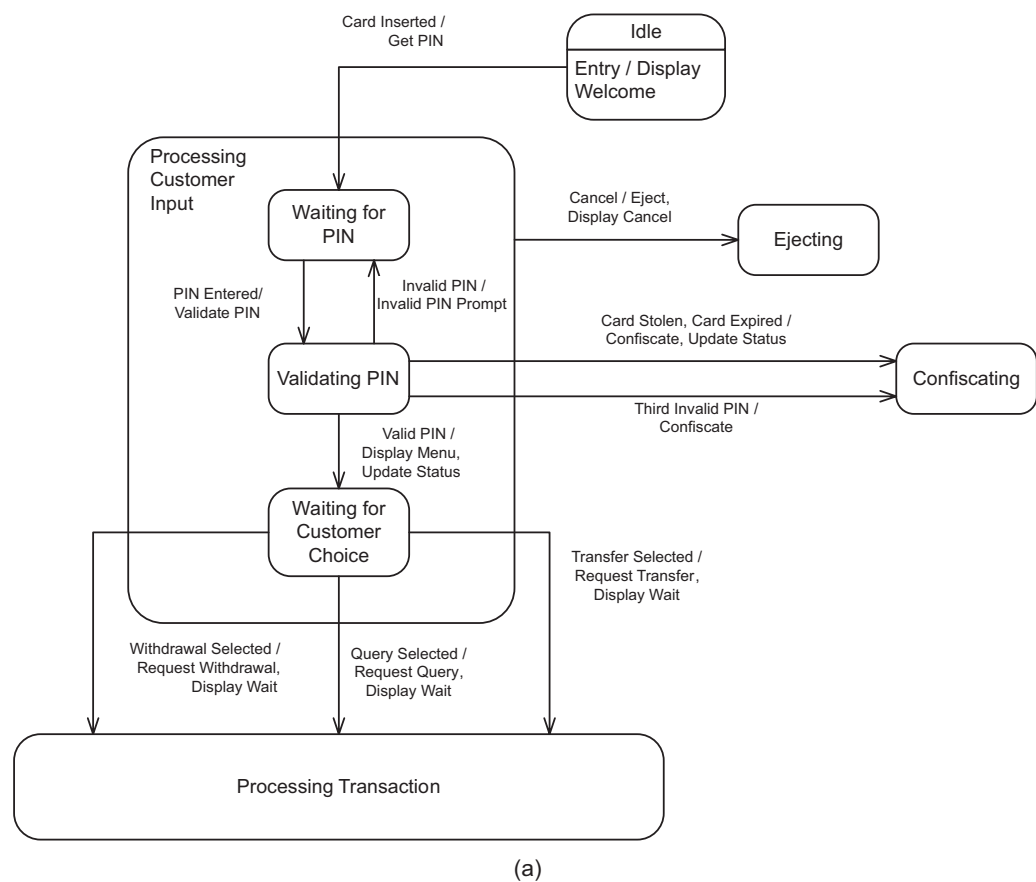 Card Inserted /
Get PIN
Idle
Entry / Display
Welcome
Processing
Customer
Input
Waiting for
PIN
Cancel / Eject,
Display Cancel
Ejecting
PIN Entered/
Validate PIN
Invalid PIN /
Invalid PIN Prompt
Card Stolen, Card Expired /
Confiscate, Update Status
Validating PIN
Confiscating
Third Invalid PIN /
Confiscate
Valid PIN /
Display Menu,
Update Status
Waiting for
Customer
Choice
Transfer Selected /
Request Transfer,
Display Wait
Withdrawal Selected /
Request Withdrawal,
Display Wait
Query Selected /
Request Query,
Display Wait
Processing Transaction
(a)